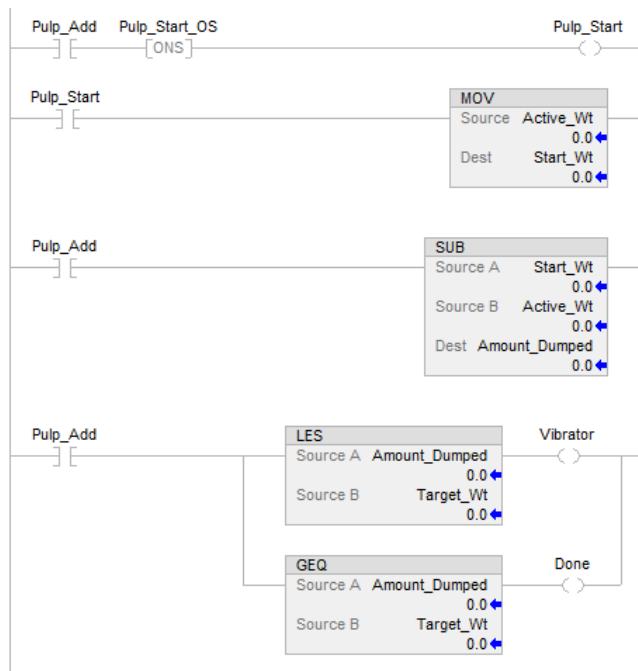 Pulp_Add Pulp_Start_OS Pulp_Start
ONS
Pulp_Start
MOV
Source Active_Wt
0.0
Dest Start_Wt
0.0
Pulp_Add
SUB
Source A Start_Wt
0.0
Source B Active_Wt
0.0
Dest Amount_Dumped
0.0
Pulp_Add
LES
Source A Amount_Dumped
0.0
Source B Target_Wt
0.0
Vibrator
GEQ
Source A Amount_Dumped
0.0
Source B Target_Wt
0.0
Done